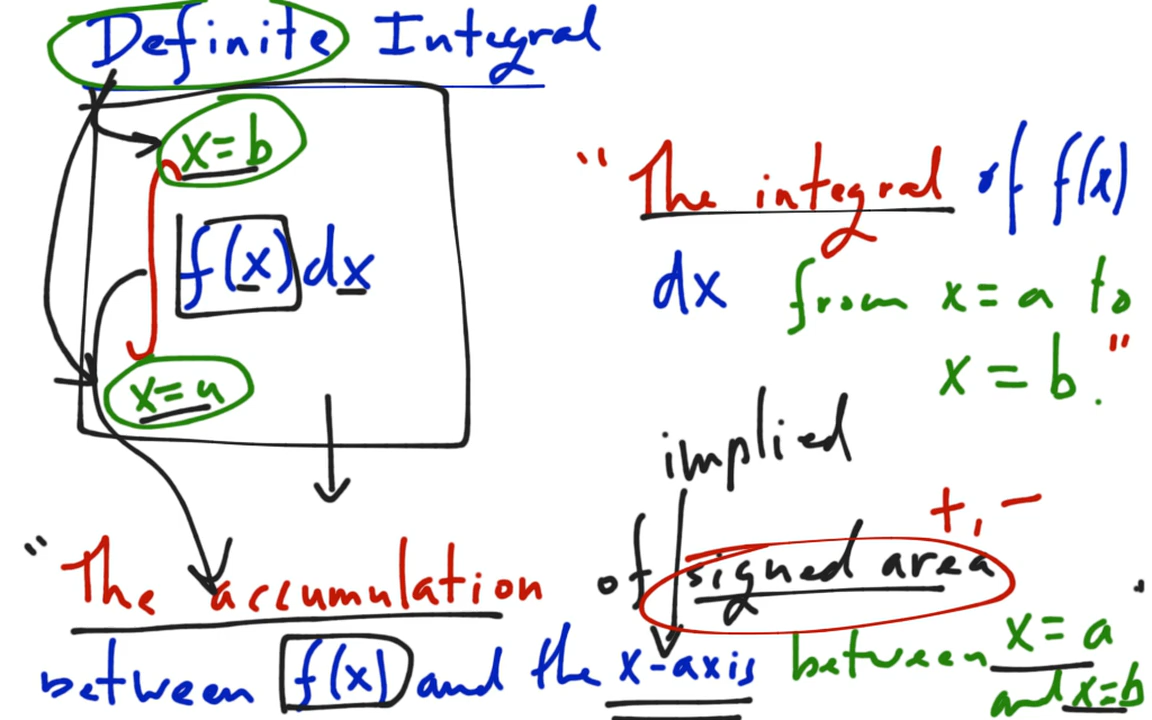 Definite Integral
x=b
f(x)dx
x=a
"The integral of f(x)
dx from x=a to
x=b."
implied
+, -
"The accumulation of signed area
between f(x) and the x-axis between x=a
and x=b